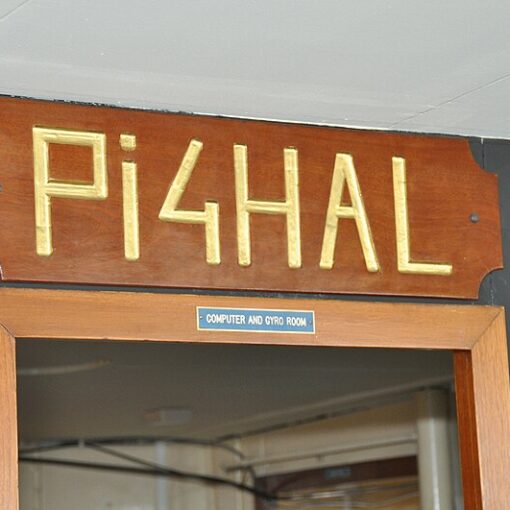 Pi4HAL
COMPUTER AND GYRO ROOM